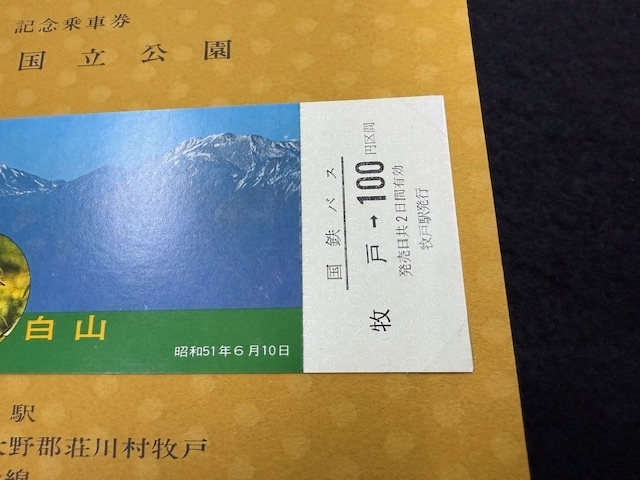 記念乗車券
国立公園
白山
昭和51年6月10日
国鉄バス
牧戸→100円区間
発売日共2日間有効
牧戸駅発行
駅
大野郡荘川村牧戸
線